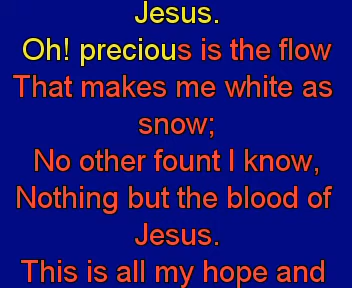 Jesus.
Oh! precious is the flow
That makes me white as
snow;
No other fount I know,
Nothing but the blood of
Jesus.
This is all my hope and